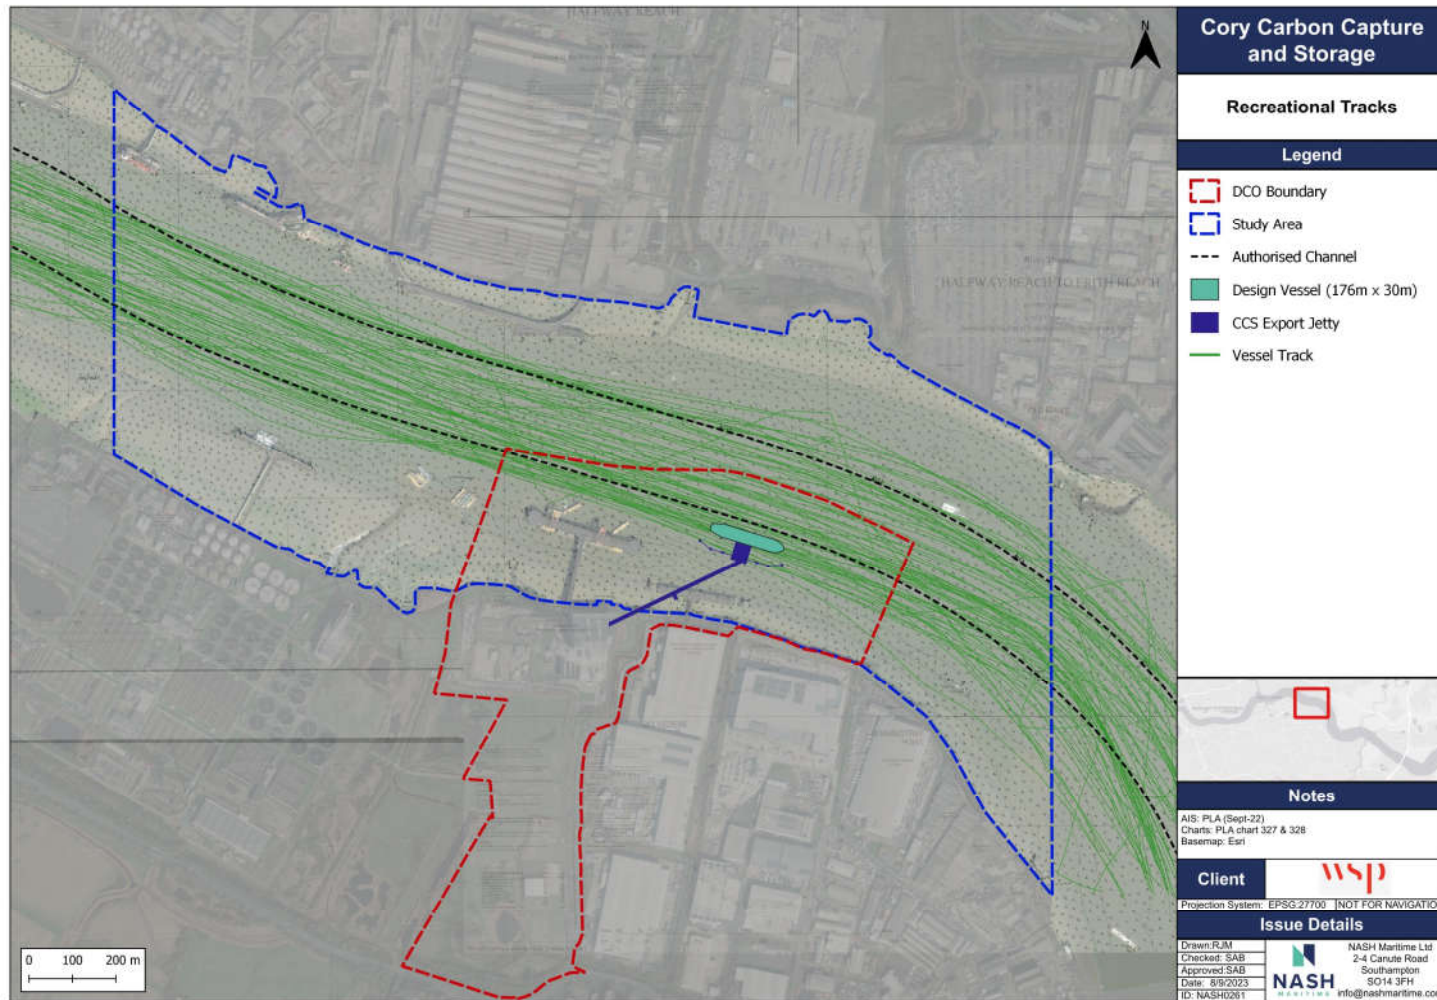 HALFWAY REACH
N
HALFWAY REACH TO ERITH REACH
0 100 200 m
Cory Carbon Capture
and Storage
Recreational Tracks
Legend
DCO Boundary
Study Area
Authorised Channel
Design Vessel (176m x 30m)
CCS Export Jetty
Vessel Track
Notes
AIS: PLA (Sept-22)
Charts: PLA chart 327 & 328
Basemap: Esri
Client
wsp
Projection System: EPSG:27700 NOT FOR NAVIGATIO
Issue Details
Drawn:RJM
Checked: SAB
Approved:SAB
Date: 8/9/2023
ID: NASH0261
NASH
MARITIME
NASH Maritime Ltd
2-4 Canute Road
Southampton
SO14 3FH
info@nashmaritime.co